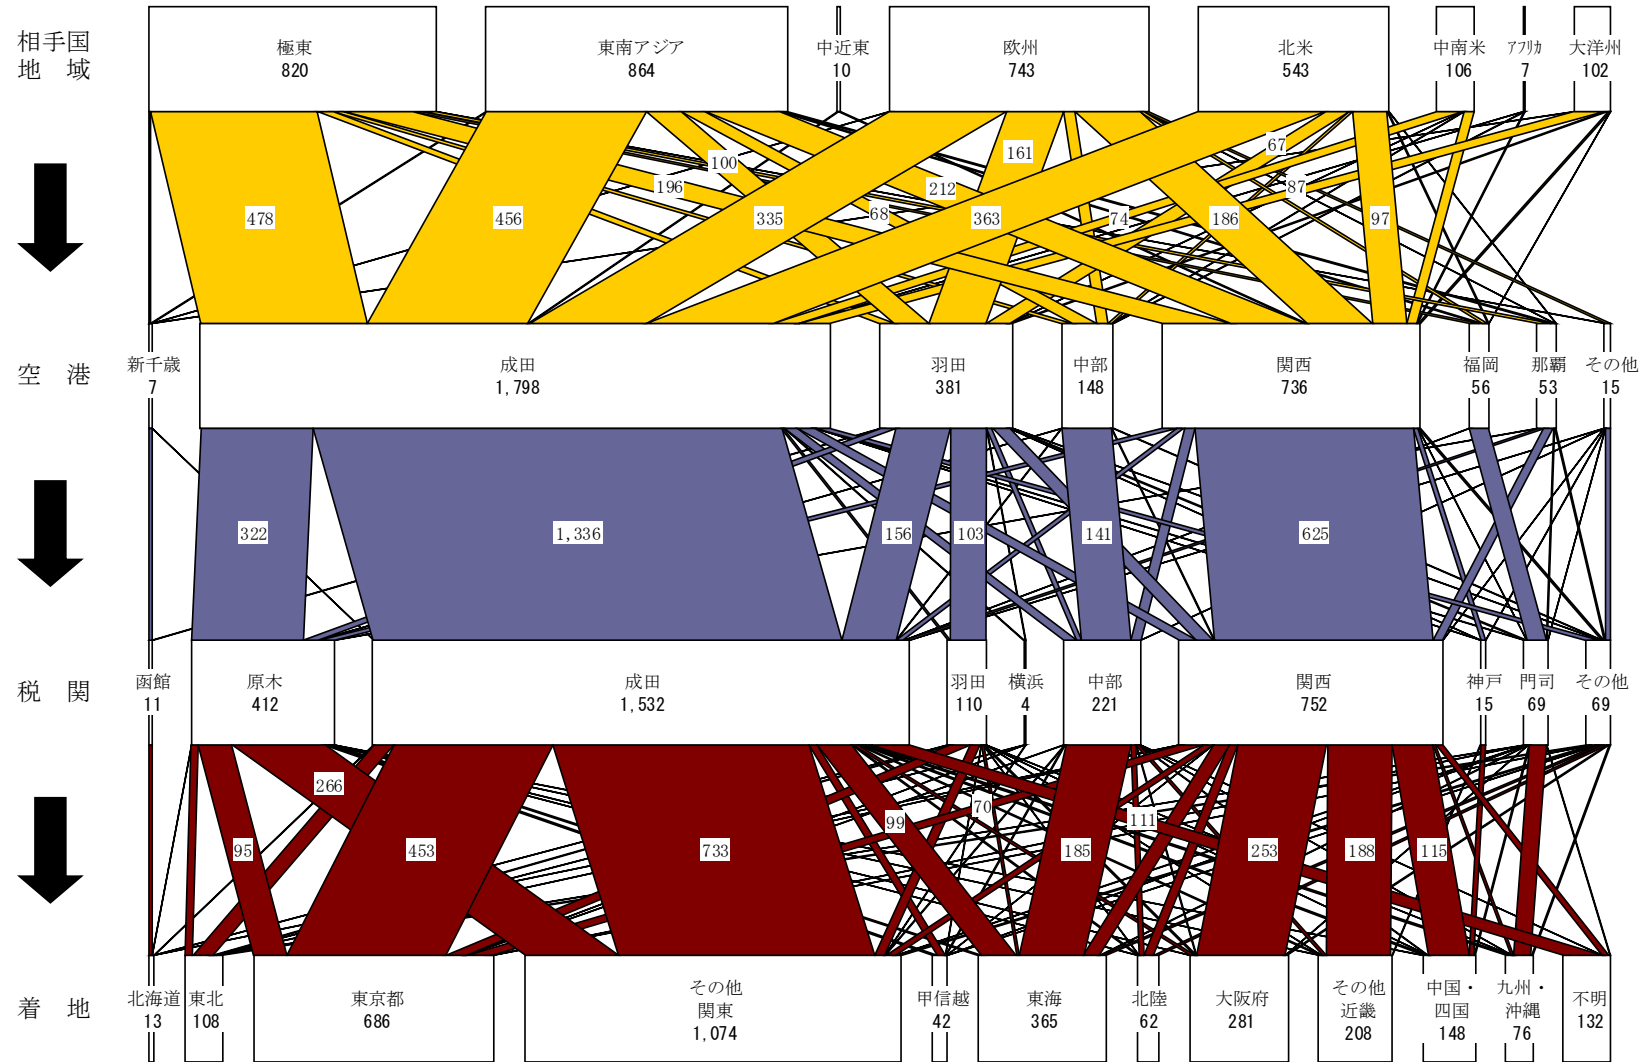 相手国
地 域
極東
820
東南アジア
864
中近東
10
欧州
743
北米
543
中南米
106
アフリカ
7
大洋州
102
100
161
67
196
212
87
478
456
335
68
363
74
186
97
空 港
新千歳
7
成田
1,798
羽田
381
中部
148
関西
736
福岡
56
那覇
53
その他
15
322
1,336
156
103
141
625
税 関
函館
11
原木
412
成田
1,532
羽田
110
横浜
4
中部
221
関西
752
神戸
15
門司
69
その他
69
266
70
99
111
95
453
733
185
253
188
115
着 地
北海道
13
東北
108
東京都
686
その他
関東
1,074
甲信越
42
東海
365
北陸
62
大阪府
281
その他
近畿
208
中国・
四国
148
九州・
沖縄
76
不明
132